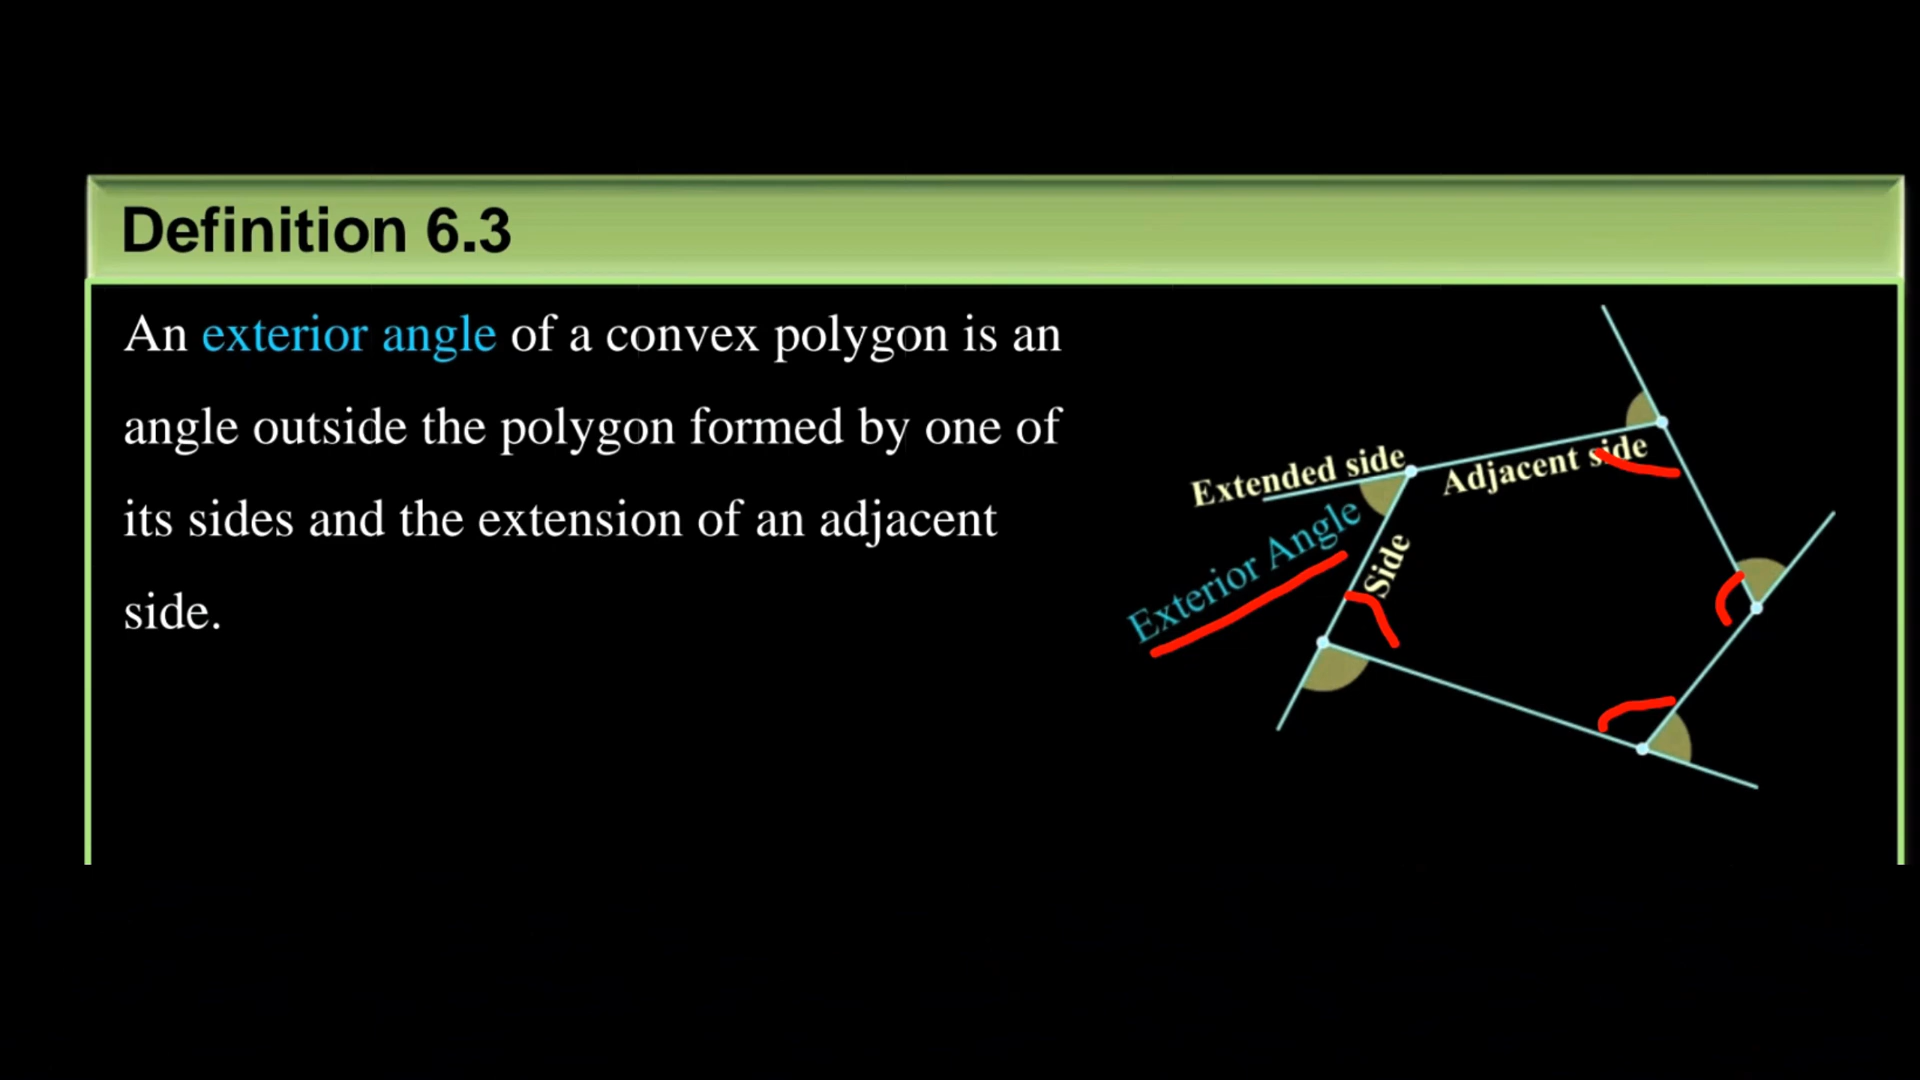 Definition 6.3
An exterior angle of a convex polygon is an
angle outside the polygon formed by one of
its sides and the extension of an adjacent
side.
Extended side
Adjacent side
Exterior Angle
Side